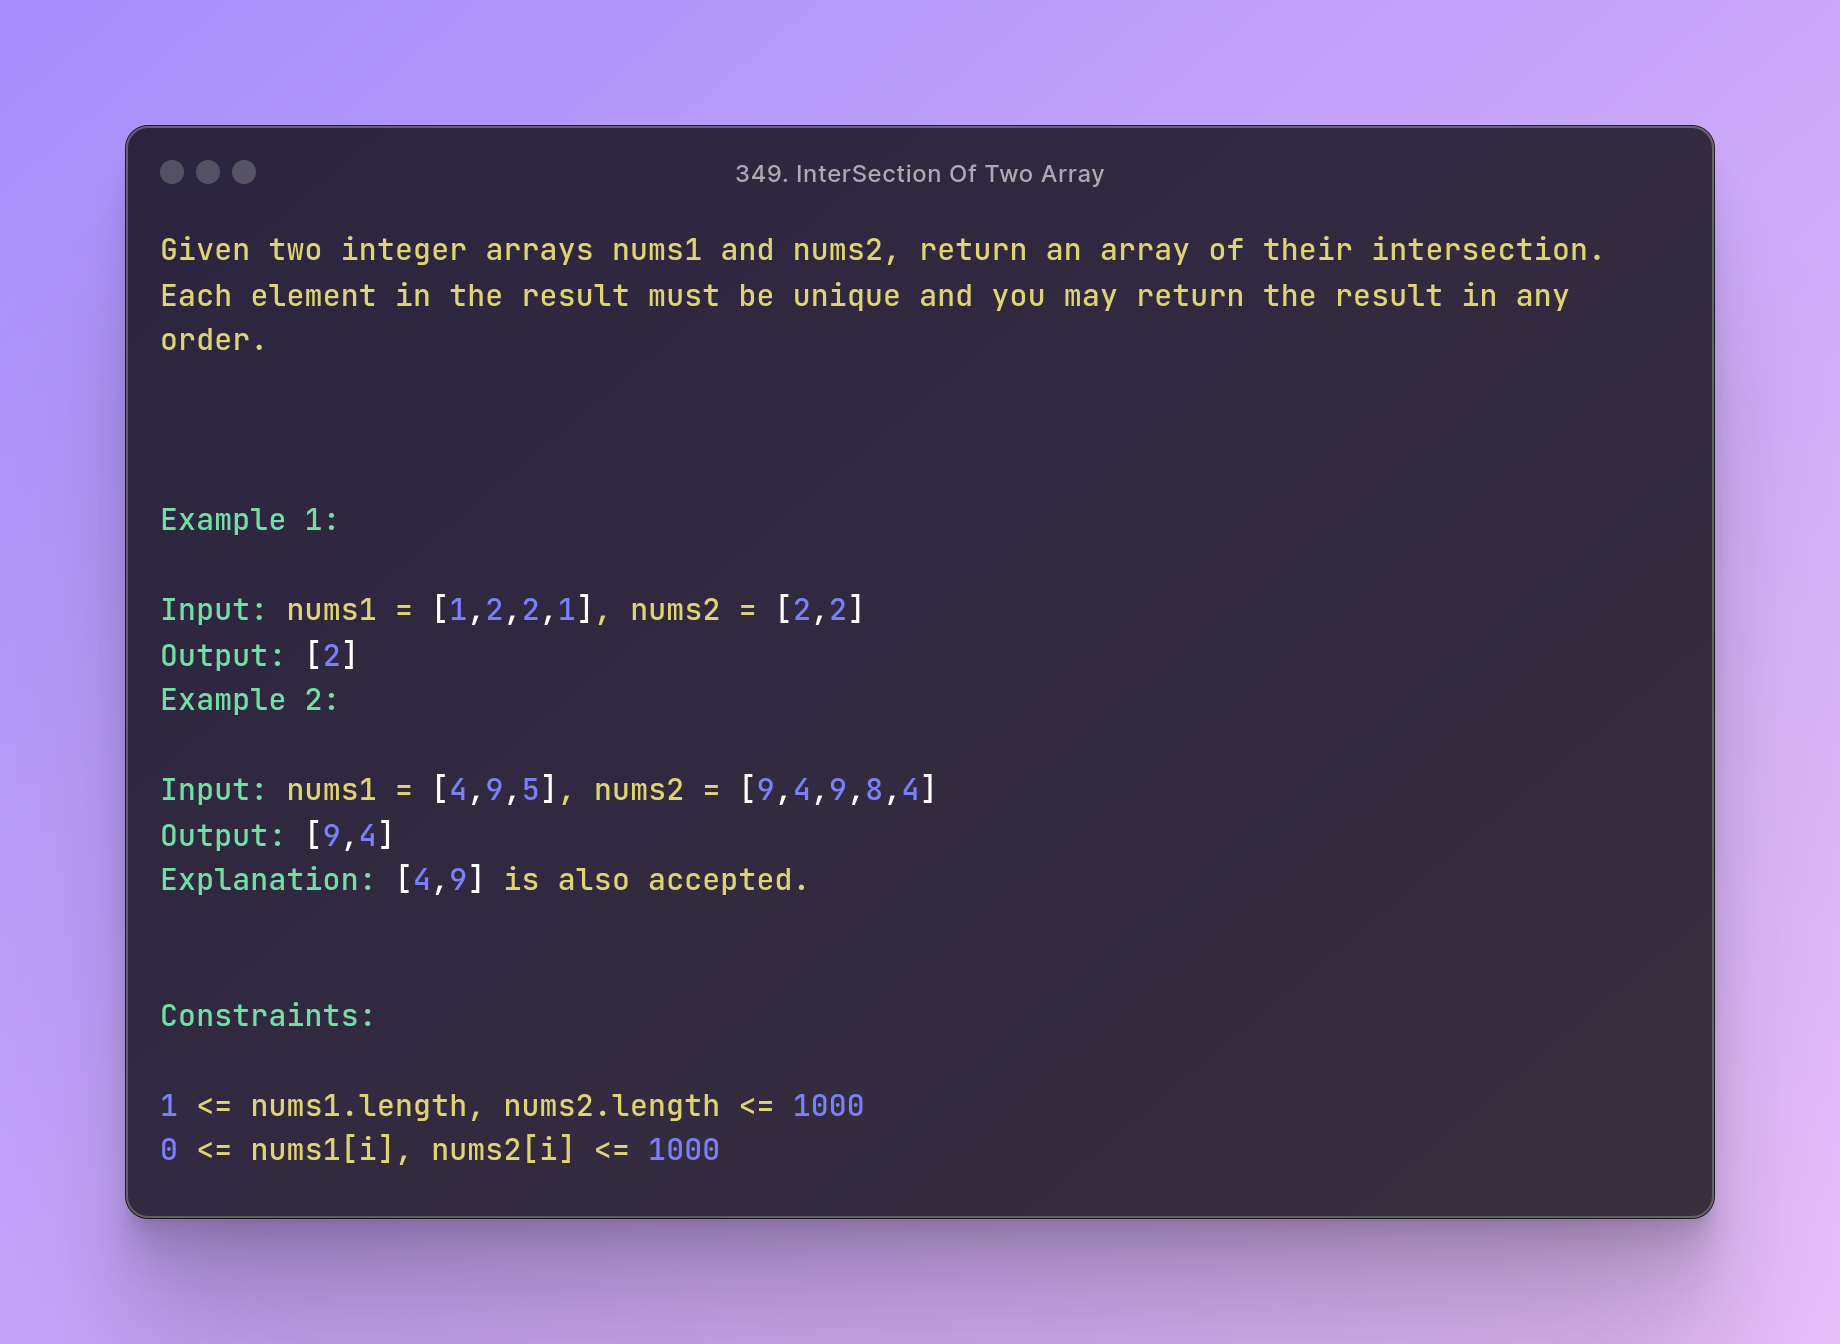 349. InterSection Of Two Array
Given two integer arrays nums1 and nums2, return an array of their intersection.
Each element in the result must be unique and you may return the result in any
order.
Example 1:
Input: nums1 = [1,2,2,1], nums2 = [2,2]
Output: [2]
Example 2:
Input: nums1 = [4,9,5], nums2 = [9,4,9,8,4]
Output: [9,4]
Explanation: [4,9] is also accepted.
Constraints:
1 <= nums1.length, nums2.length <= 1000
0 <= nums1[i], nums2[i] <= 1000